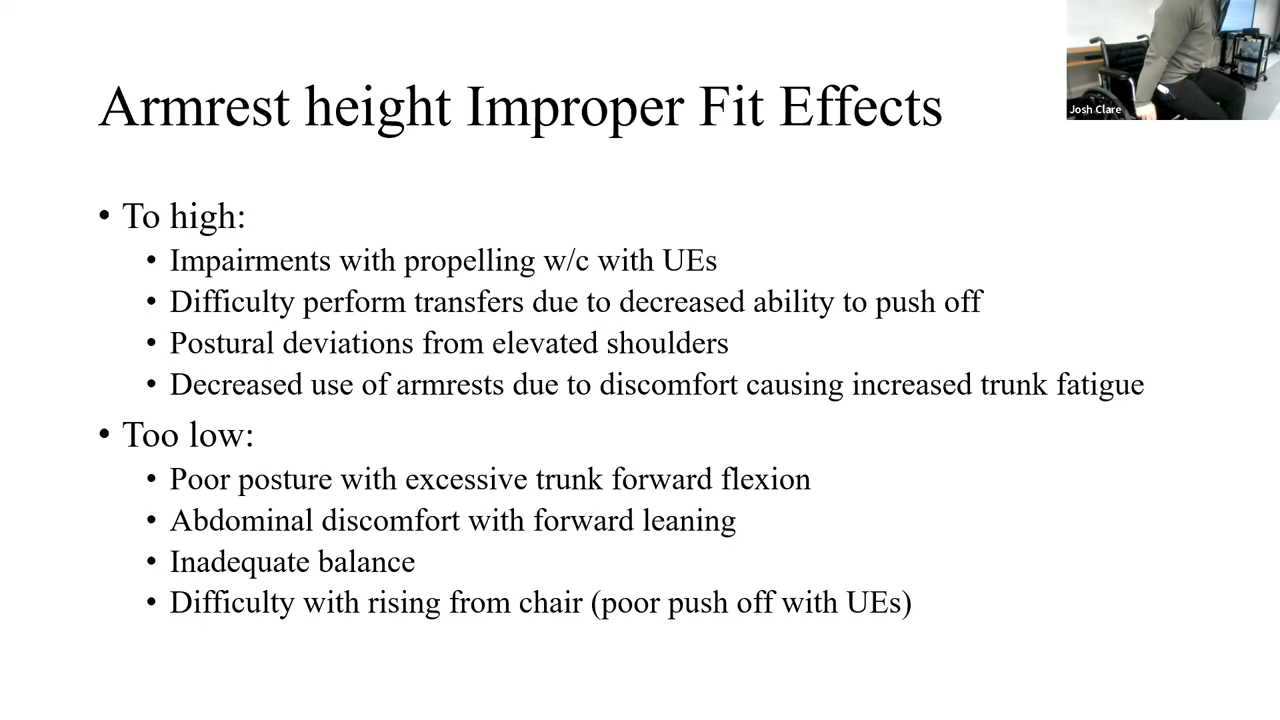 Armrest height Improper Fit Effects
Josh Clare
• To high:
• Impairments with propelling w/c with UEs
• Difficulty perform transfers due to decreased ability to push off
• Postural deviations from elevated shoulders
• Decreased use of armrests due to discomfort causing increased trunk fatigue
• Too low:
• Poor posture with excessive trunk forward flexion
• Abdominal discomfort with forward leaning
• Inadequate balance
• Difficulty with rising from chair (poor push off with UEs)